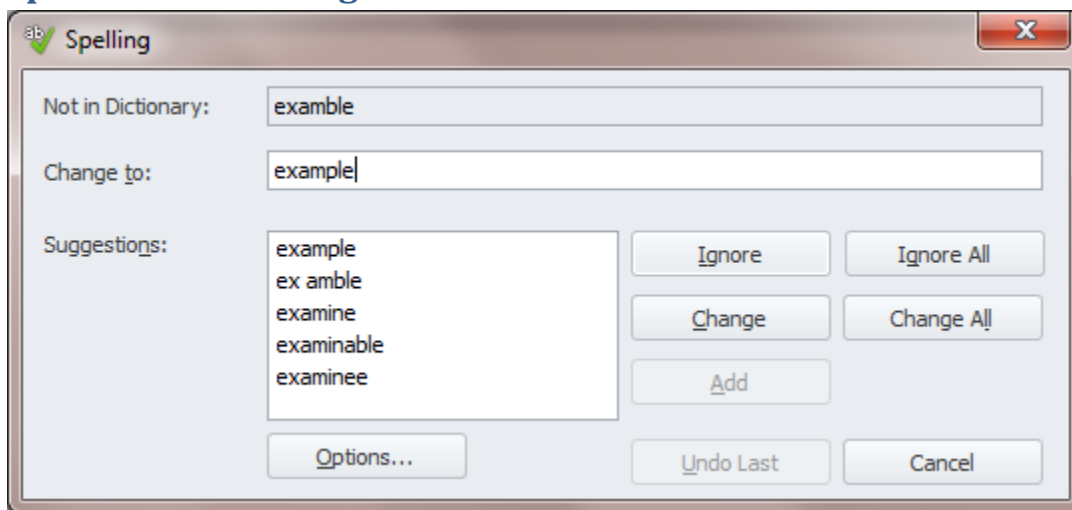 Spelling
Not in Dictionary: examble
Change to: example
Suggestions:
example
ex amble
examine
examinable
examinee
Ignore Ignore All
Change Change All
Add
Options... Undo Last Cancel